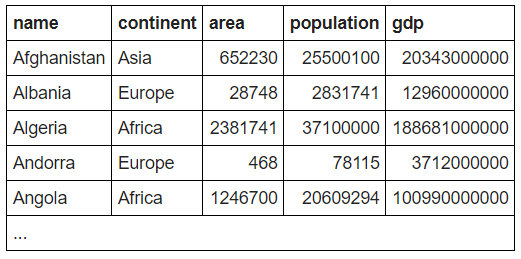 name continent area population gdp
Afghanistan Asia 652230 25500100 20343000000
Albania Europe 28748 2831741 12960000000
Algeria Africa 2381741 37100000 188681000000
Andorra Europe 468 78115 3712000000
Angola Africa 1246700 20609294 100990000000
...